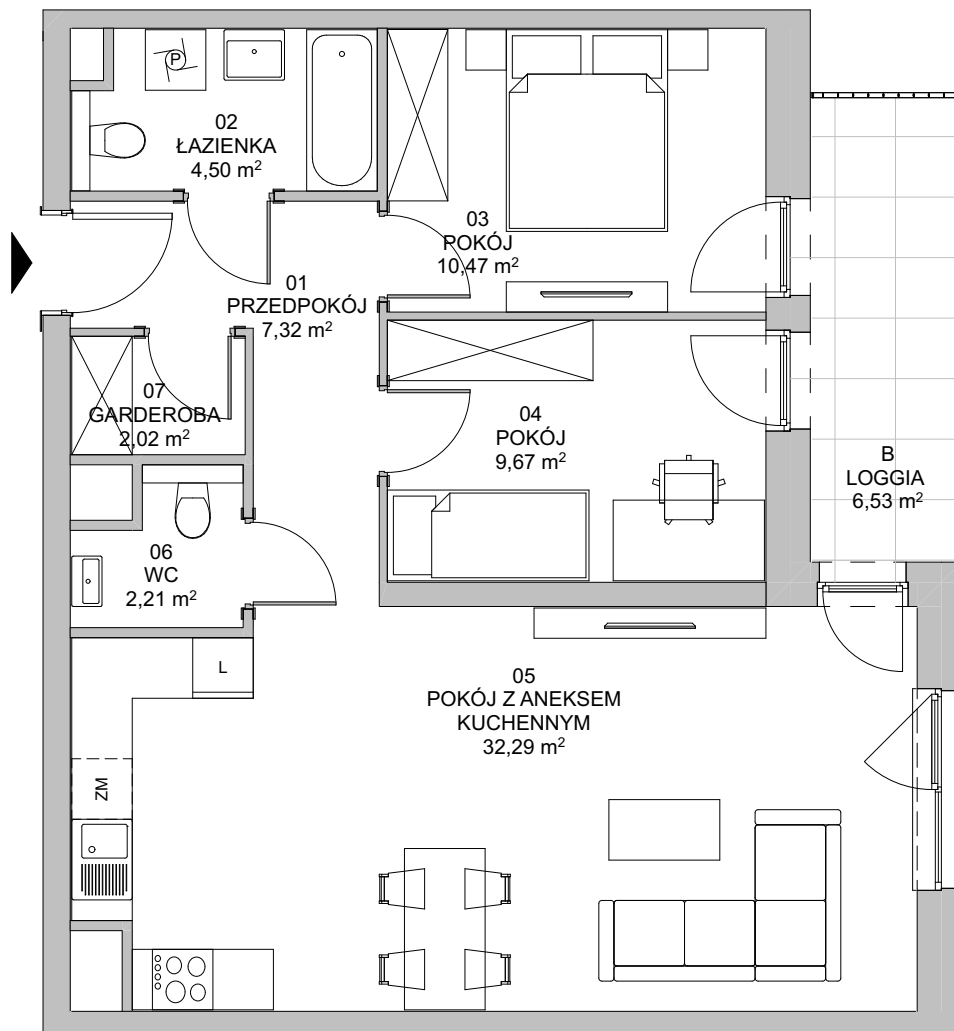 P
02
ŁAZIENKA
4,50 m²
03
POKÓJ
10,47 m²
01
PRZEDPOKÓJ
7,32 m²
07
GARDEROBA
2,02 m²
04
POKÓJ
9,67 m²
B
LOGGIA
6,53 m²
06
WC
2,21 m²
L
05
POKÓJ Z ANEKSEM
KUCHENNYM
32,29 m²
ZM